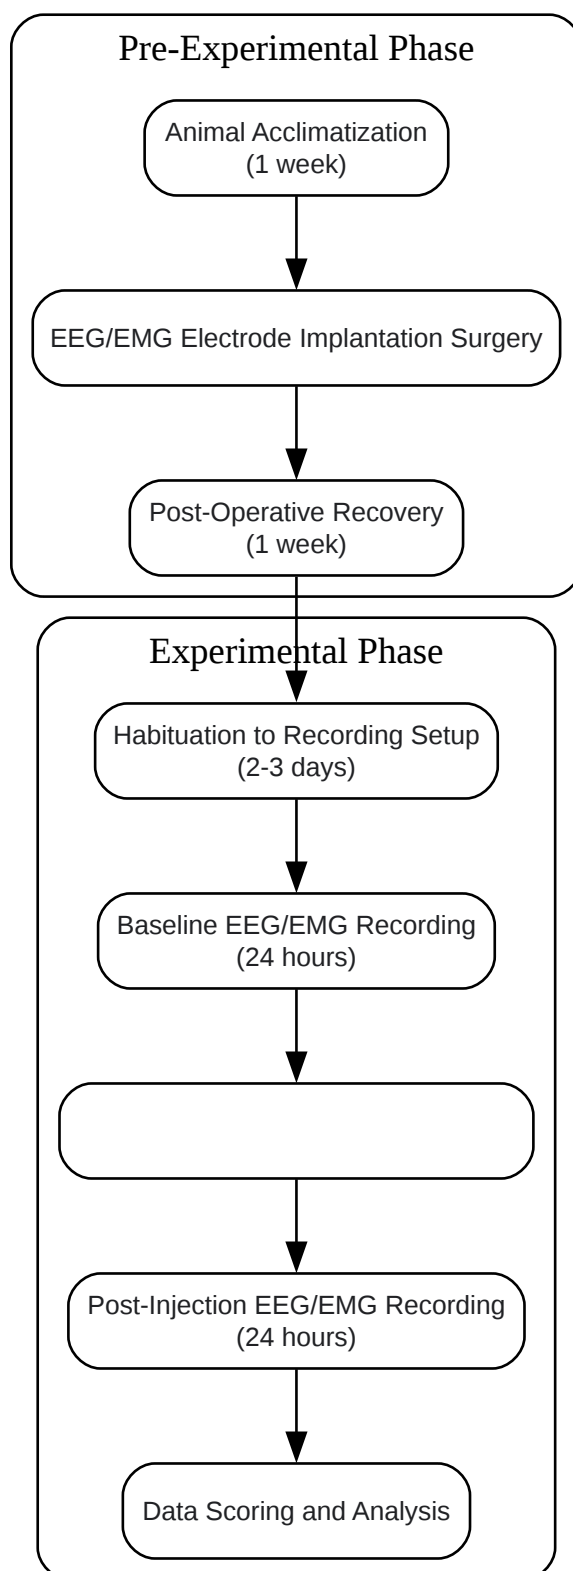 Pre-Experimental Phase
Animal Acclimatization
(1 week)
EEG/EMG Electrode Implantation Surgery
Post-Operative Recovery
(1 week)
Experimental Phase
Habituation to Recording Setup
(2-3 days)
Baseline EEG/EMG Recording
(24 hours)
Post-Injection EEG/EMG Recording
(24 hours)
Data Scoring and Analysis